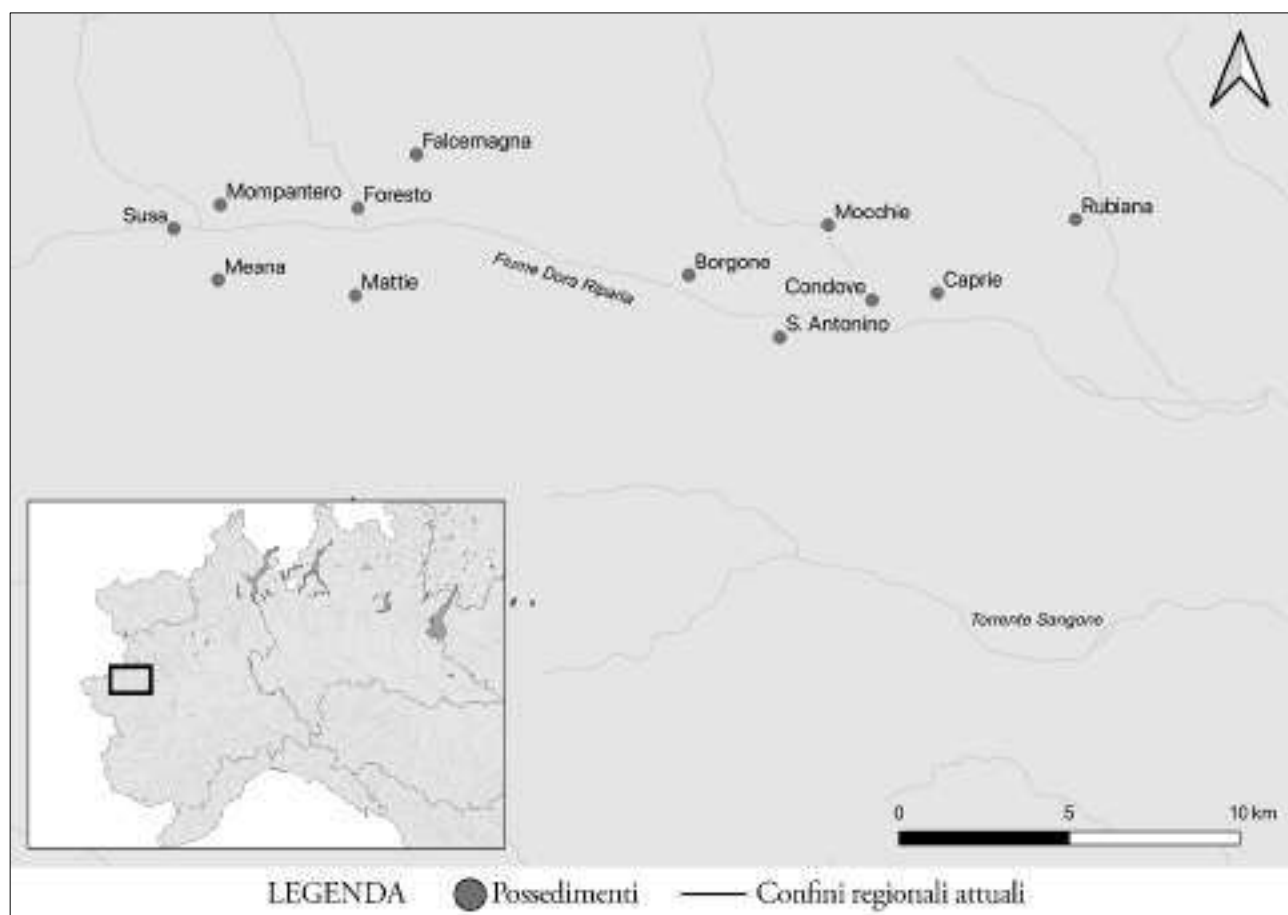 Falcemagna
Mompantero
Foresto
Susa
Mocchie
Rubiana
Meana
Mattie
Fiume Dora Riparia
Borgone
Condove
Caprie
S. Antonino
Torrente Sangone
0 5 10 km
LEGENDA Possedimenti Confini regionali attuali